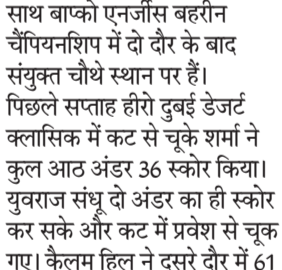 साथ बाप्को एनर्जीस बहरीन
चैंपियनशिप में दो दौर के बाद
संयुक्त चौथे स्थान पर हैं।
पिछले सप्ताह हीरो दुबई डेजर्ट
क्लासिक में कट से चूके शर्मा ने
कुल आठ अंडर 36 स्कोर किया।
युवराज संधू दो अंडर का ही स्कोर
कर सके और कट में प्रवेश से चूक
गए। कैलम हिल ने दूसरे दौर में 61